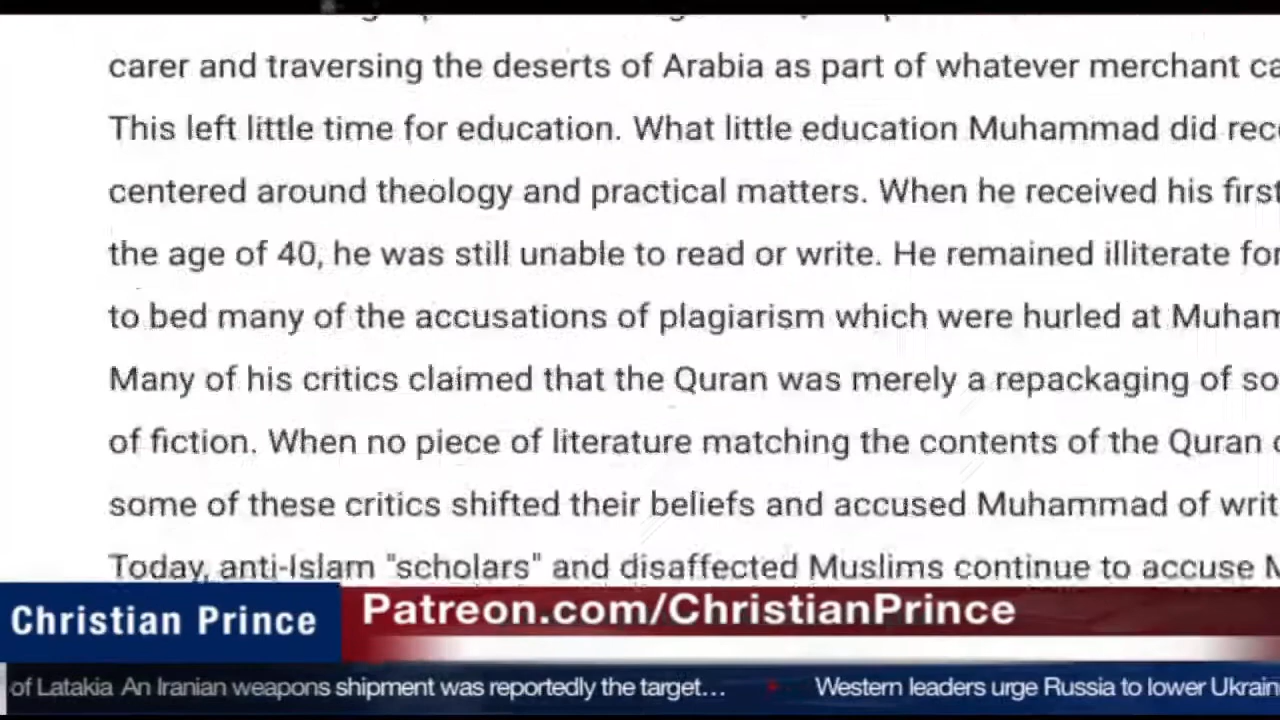 carer and traversing the deserts of Arabia as part of whatever merchant ca
This left little time for education. What little education Muhammad did rec
centered around theology and practical matters. When he received his first
the age of 40, he was still unable to read or write. He remained illiterate for
to bed many of the accusations of plagiarism which were hurled at Muham
Many of his critics claimed that the Quran was merely a repackaging of so
of fiction. When no piece of literature matching the contents of the Quran
some of these critics shifted their beliefs and accused Muhammad of writ
Today, anti-Islam "scholars" and disaffected Muslims continue to accuse M
Christian Prince
Patreon.com/ChristianPrince
of Latakia An Iranian weapons shipment was reportedly the target... • Western leaders urge Russia to lower Ukrain